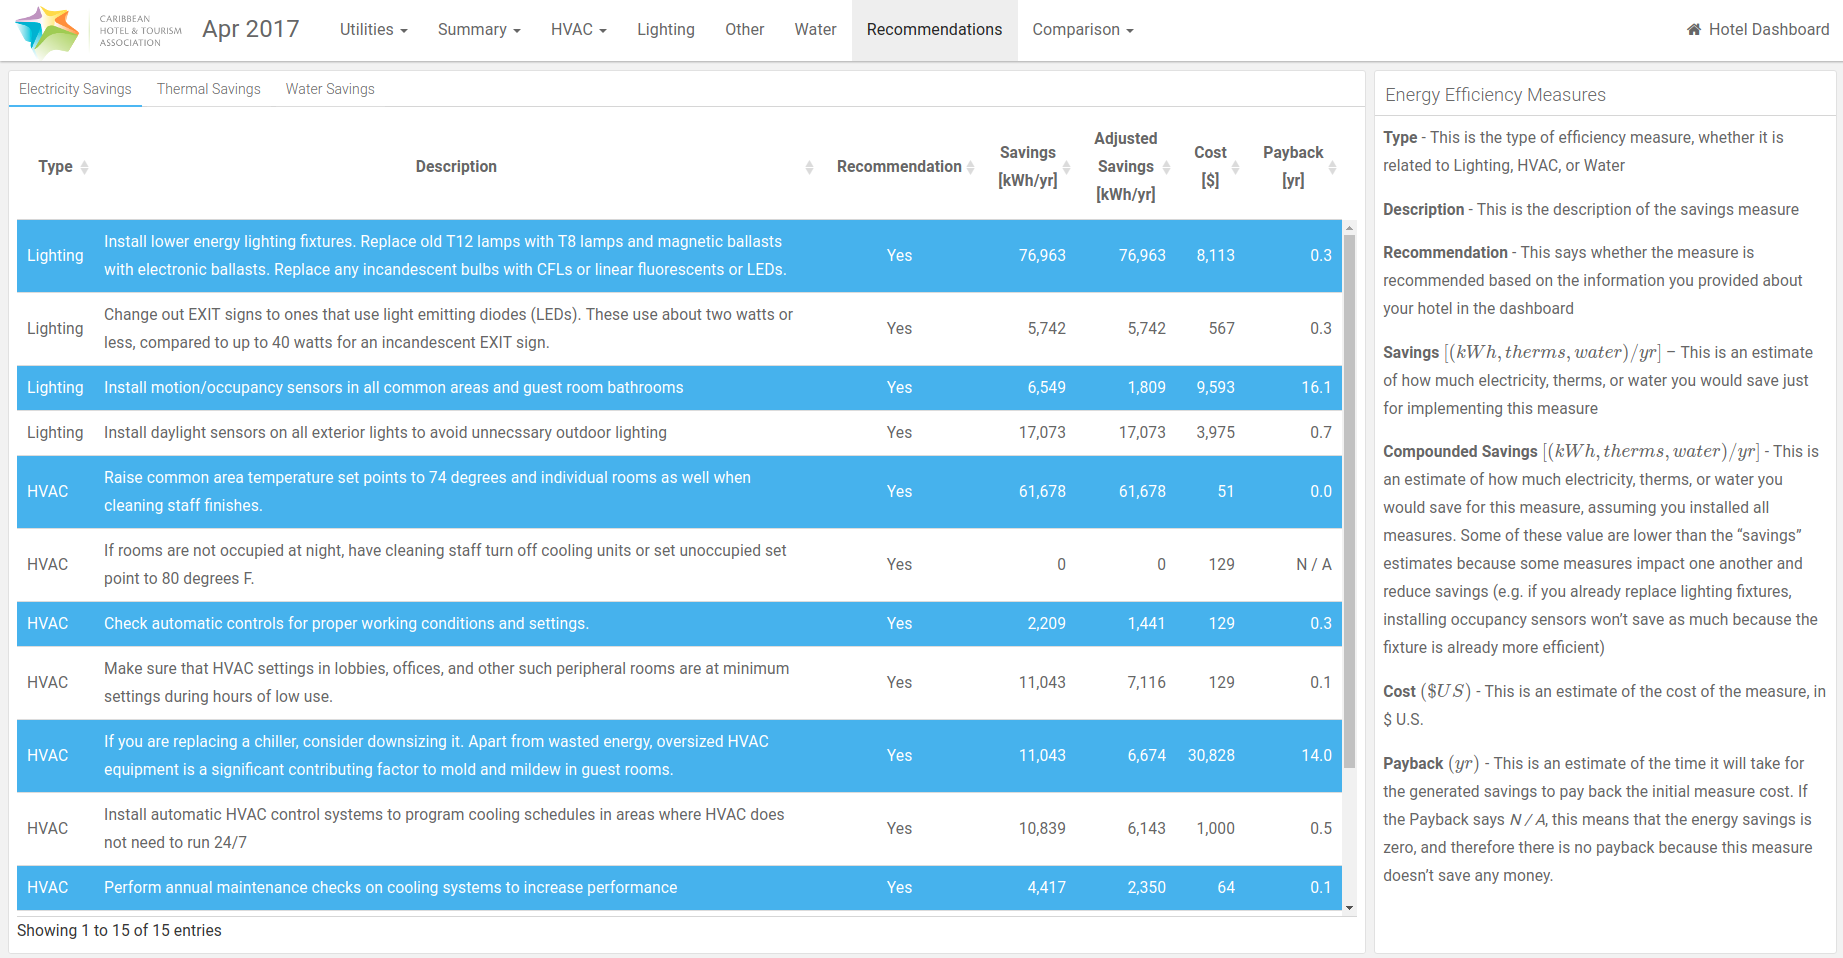 CARIBBEAN
HOTEL & TOURISM
ASSOCIATION
Apr 2017
Utilities Summary HVAC Lighting Other Water Recommendations Comparison Hotel Dashboard
Electricity Savings Thermal Savings Water Savings
Type Description Recommendation Savings [kWh/yr] Adjusted Savings [kWh/yr] Cost [$] Payback [yr]
Lighting Install lower energy lighting fixtures. Replace old T12 lamps with T8 lamps and magnetic ballasts
with electronic ballasts. Replace any incandescent bulbs with CFLs or linear fluorescents or LEDs. Yes 76,963 76,963 8,113 0.3
Lighting Change out EXIT signs to ones that use light emitting diodes (LEDs). These use about two watts or
less, compared to up to 40 watts for an incandescent EXIT sign. Yes 5,742 5,742 567 0.3
Lighting Install motion/occupancy sensors in all common areas and guest room bathrooms Yes 6,549 1,809 9,593 16.1
Lighting Install daylight sensors on all exterior lights to avoid unnecssary outdoor lighting Yes 17,073 17,073 3,975 0.7
HVAC Raise common area temperature set points to 74 degrees and individual rooms as well when
cleaning staff finishes. Yes 61,678 61,678 51 0.0
HVAC If rooms are not occupied at night, have cleaning staff turn off cooling units or set unoccupied set
point to 80 degrees F. Yes 0 0 129 N / A
HVAC Check automatic controls for proper working conditions and settings. Yes 2,209 1,441 129 0.3
HVAC Make sure that HVAC settings in lobbies, offices, and other such peripheral rooms are at minimum
settings during hours of low use. Yes 11,043 7,116 129 0.1
HVAC If you are replacing a chiller, consider downsizing it. Apart from wasted energy, oversized HVAC
equipment is a significant contributing factor to mold and mildew in guest rooms. Yes 11,043 6,674 30,828 14.0
HVAC Install automatic HVAC control systems to program cooling schedules in areas where HVAC does
not need to run 24/7 Yes 10,839 6,143 1,000 0.5
HVAC Perform annual maintenance checks on cooling systems to increase performance Yes 4,417 2,350 64 0.1
Showing 1 to 15 of 15 entries
Energy Efficiency Measures
Type - This is the type of efficiency measure, whether it is
related to Lighting, HVAC, or Water
Description - This is the description of the savings measure
Recommendation - This says whether the measure is
recommended based on the information you provided about
your hotel in the dashboard
Savings [(kWh, therms, water)/yr] – This is an estimate
of how much electricity, therms, or water you would save just
for implementing this measure
Compounded Savings [(kWh, therms, water)/yr] - This is
an estimate of how much electricity, therms, or water you
would save for this measure, assuming you installed all
measures. Some of these value are lower than the “savings”
estimates because some measures impact one another and
reduce savings (e.g. if you already replace lighting fixtures,
installing occupancy sensors won’t save as much because the
fixture is already more efficient)
Cost ($US) - This is an estimate of the cost of the measure, in
$ U.S.
Payback (yr) - This is an estimate of the time it will take for
the generated savings to pay back the initial measure cost. If
the Payback says N / A, this means that the energy savings is
zero, and therefore there is no payback because this measure
doesn’t save any money.